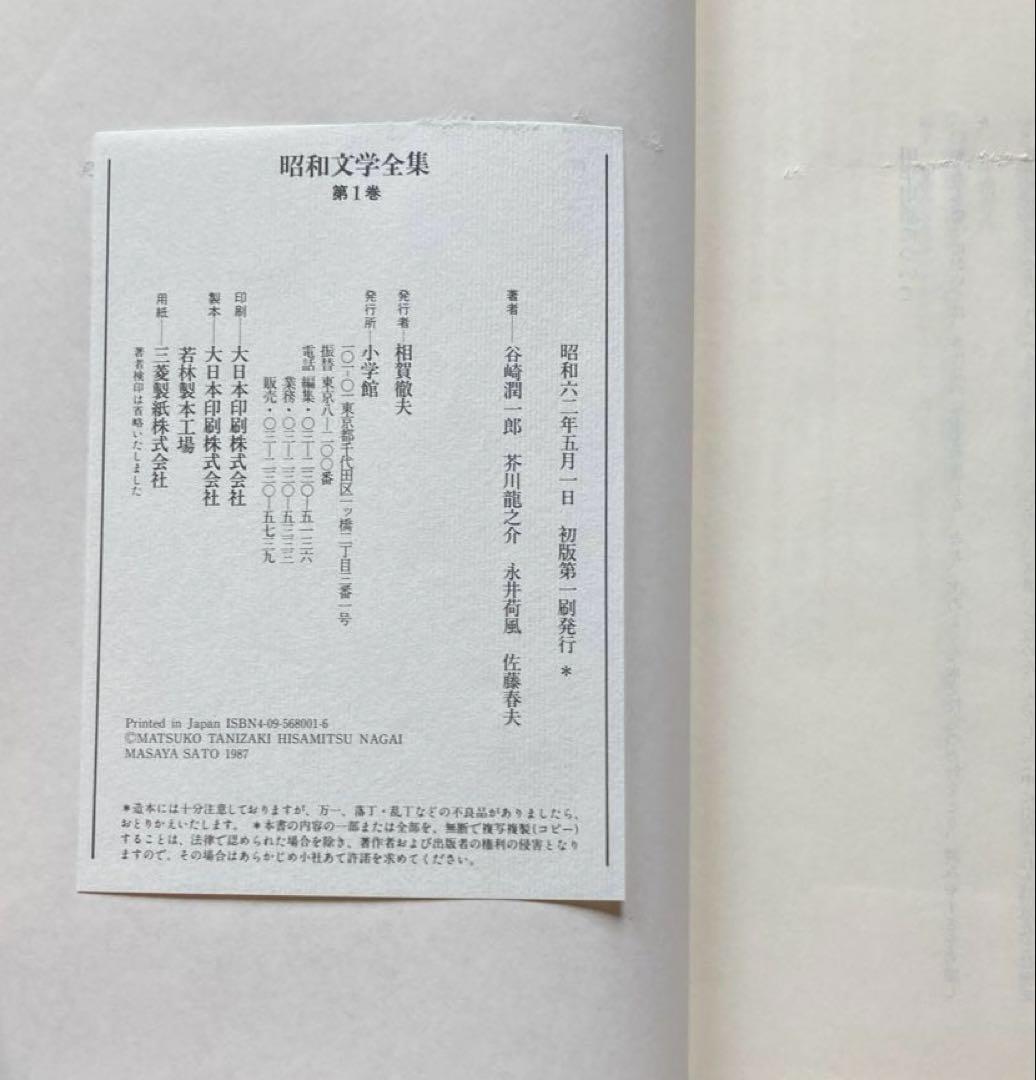 昭和文学全集
第1巻
昭和六二年五月一日　初版第一刷発行＊
著者──谷崎潤一郎　芥川龍之介　永井荷風　佐藤春夫
発行者──相賀徹夫
発行所──小学館
一〇一-〇一 東京都千代田区一ッ橋二丁目三番一号
振替 東京八─二〇〇番
電話 編集・〇三─二三〇─五一三六
業務・〇三─二三〇─五三三三
販売・〇三─二三〇─五七三九
印刷──大日本印刷株式会社
製本──大日本印刷株式会社
若林製本工場
用紙──三菱製紙株式会社
著者検印は省略いたしました
Printed in Japan ISBN4-09-568001-6
©MATSUKO TANIZAKI HISAMITSU NAGAI
MASAYA SATO 1987
＊造本には十分注意しておりますが、万一、落丁・乱丁などの不良品がありましたら、
おとりかえいたします。 ＊本書の内容の一部または全部を、無断で複写複製(コピー)
することは、法律で認められた場合を除き、著作者および出版者の権利の侵害となり
ますので、その場合はあらかじめ小社あて許諾を求めてください。